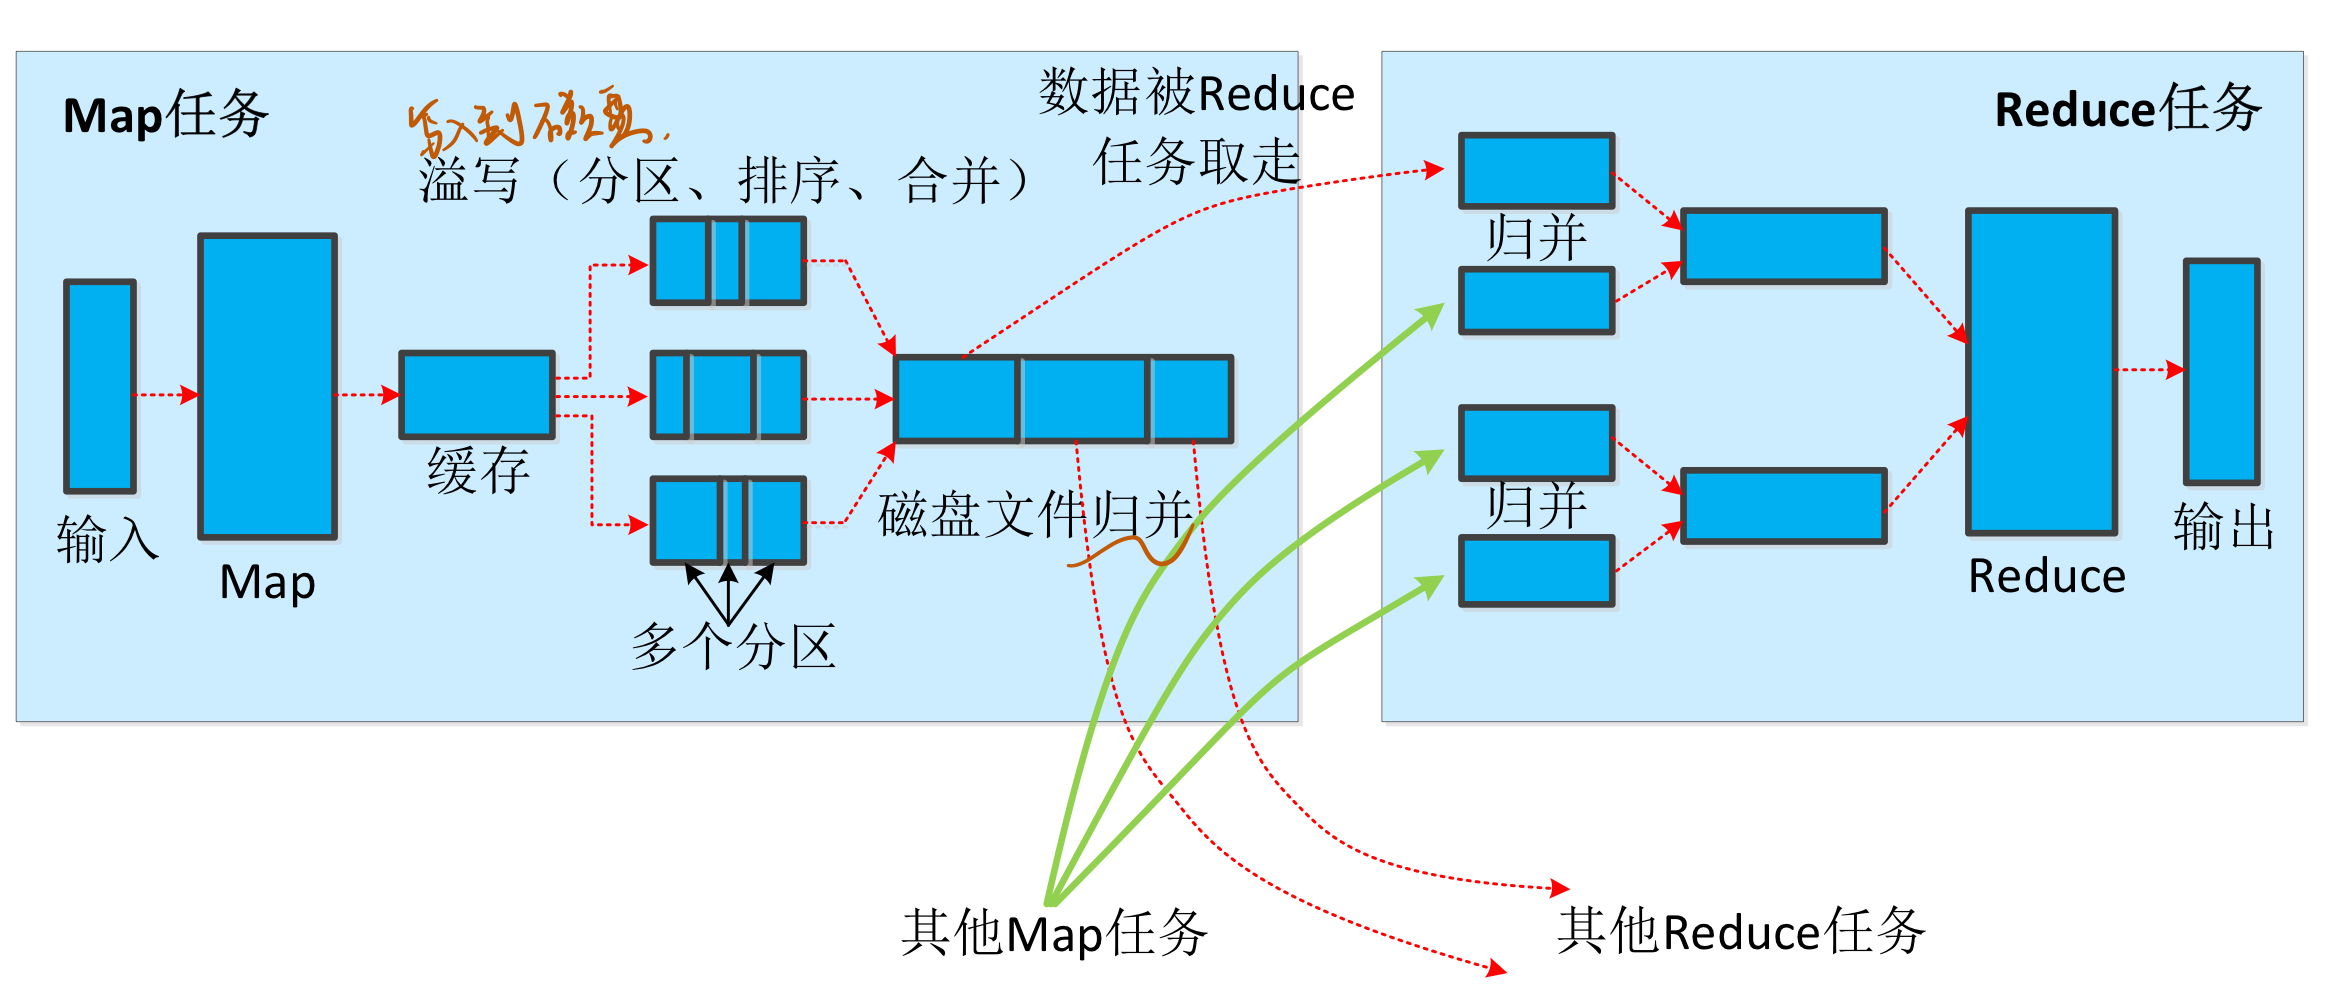 Map任务
写入到磁盘.
溢写（分区、排序、合并）
数据被Reduce
任务取走
Reduce任务
输入
Map
缓存
多个分区
磁盘文件归并
归并
归并
Reduce
输出
其他Map任务
其他Reduce任务